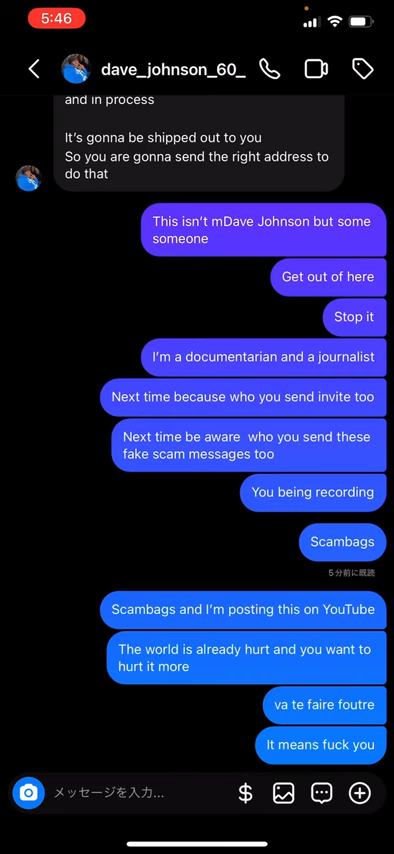 5:46
dave_johnson_60_
and in process
It's gonna be shipped out to you
So you are gonna send the right address to
do that
This isn't mDave Johnson but some
someone
Get out of here
Stop it
I'm a documentarian and a journalist
Next time because who you send invite too
Next time be aware who you send these
fake scam messages too
You being recording
Scambags
5分前に既読
Scambags and I'm posting this on YouTube
The world is already hurt and you want to
hurt it more
va te faire foutre
It means fuck you
メッセージを入力...